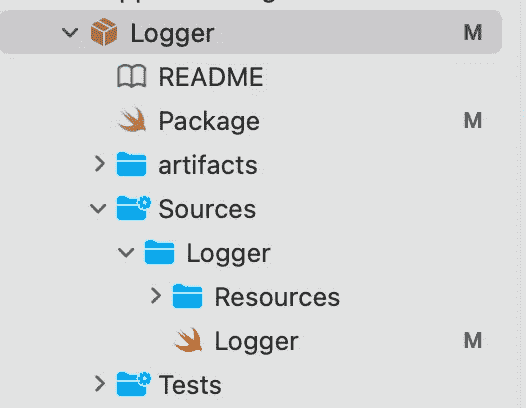 Logger M
README
Package M
artifacts
Sources
Logger
Resources
Logger M
Tests